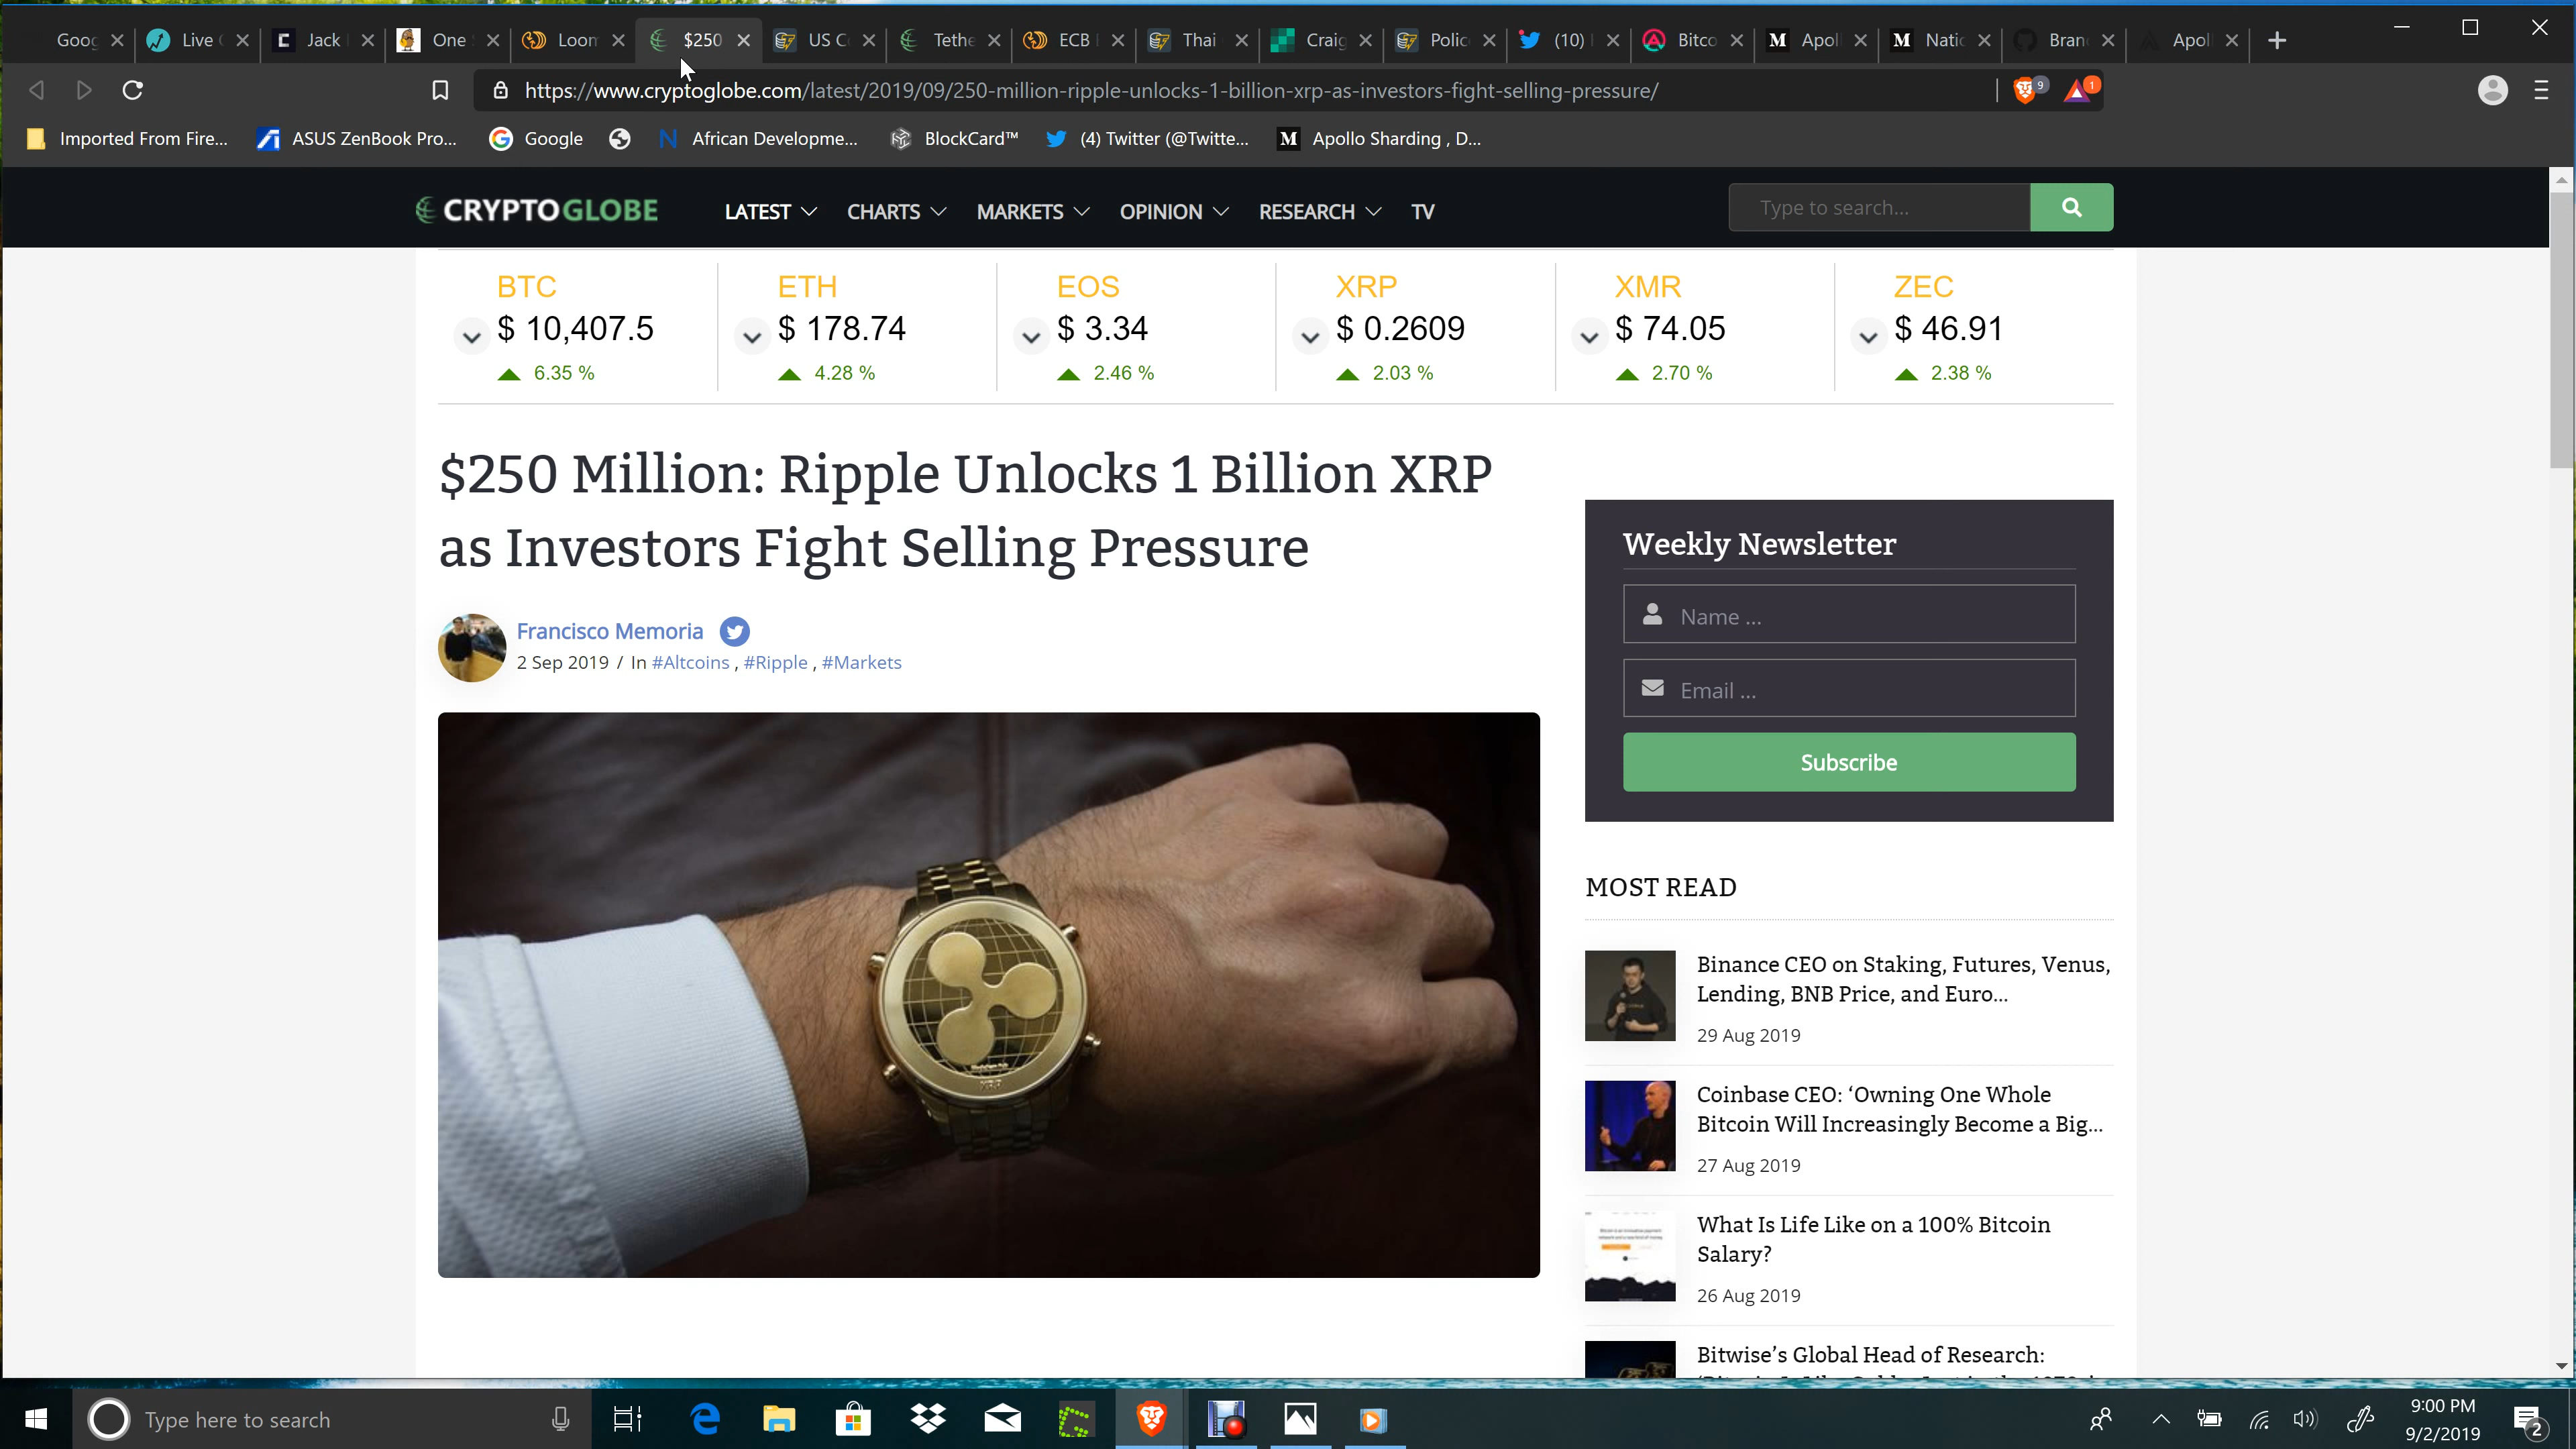 Goog
Live
Jack
One
Loom
$250
US C
Tethe
ECB
Thai
Craig
Polic
(10)
Bitco
M Apol
M Natio
Bran
Apol
https://www.cryptoglobe.com/latest/2019/09/250-million-ripple-unlocks-1-billion-xrp-as-investors-fight-selling-pressure/
9
1
Imported From Fire...
ASUS ZenBook Pro...
Google
African Developme...
BlockCard™
(4) Twitter (@Twitte...
M Apollo Sharding , D...
CRYPTOGLOBE
LATEST
CHARTS
MARKETS
OPINION
RESEARCH
TV
Type to search...
BTC
$ 10,407.5
6.35 %
ETH
$ 178.74
4.28 %
EOS
$ 3.34
2.46 %
XRP
$ 0.2609
2.03 %
XMR
$ 74.05
2.70 %
ZEC
$ 46.91
2.38 %
$250 Million: Ripple Unlocks 1 Billion XRP
as Investors Fight Selling Pressure
Francisco Memoria
2 Sep 2019 / In #Altcoins , #Ripple , #Markets
XRP
Weekly Newsletter
Name ...
Email ...
Subscribe
MOST READ
Binance CEO on Staking, Futures, Venus,
Lending, BNB Price, and Euro...
29 Aug 2019
Coinbase CEO: ‘Owning One Whole
Bitcoin Will Increasingly Become a Big...
27 Aug 2019
What Is Life Like on a 100% Bitcoin
Salary?
26 Aug 2019
Bitwise’s Global Head of Research:
Type here to search
9:00 PM
9/2/2019
2